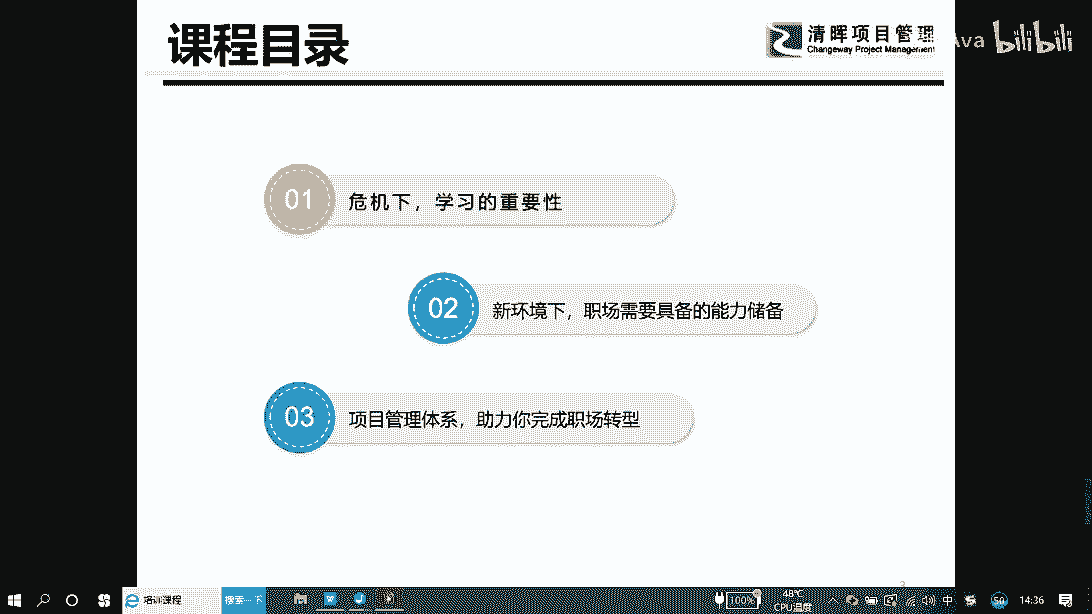 课程目录
清晖项目管理
Changeway Project Management
Ava bilibili
01
危机下，学习的重要性
02
新环境下，职场需要具备的能力储备
03
项目管理体系，助力你完成职场转型
3
培训课程
搜索一下
100%
48℃
CPU温度
中
50
14:36